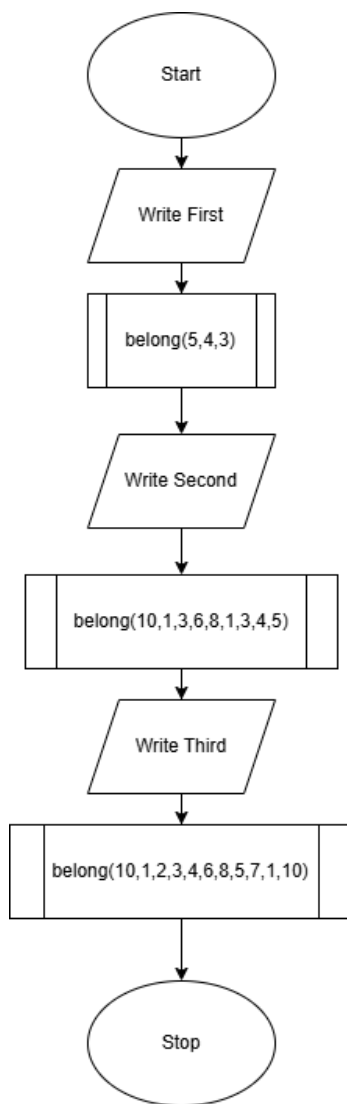 Start
Write First
belong(5,4,3)
Write Second
belong(10,1,3,6,8,1,3,4,5)
Write Third
belong(10,1,2,3,4,6,8,5,7,1,10)
Stop